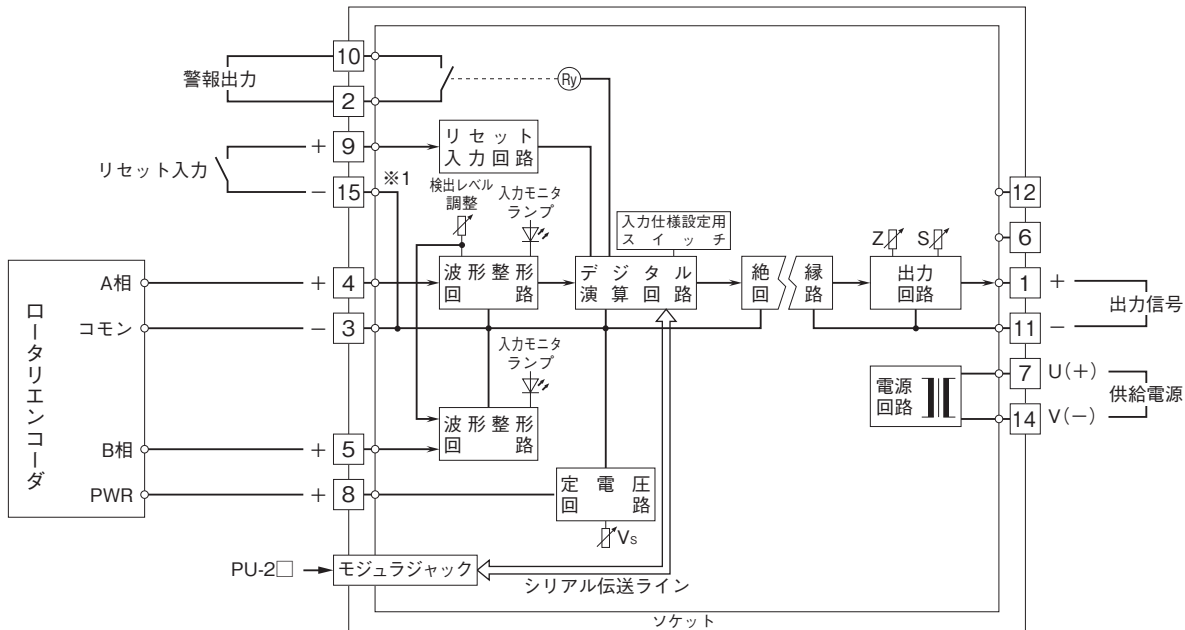 10
警報出力
2
Ry
+ 9
リセット
入力回路
リセット入力
- 15
※1
検出レベル
調整
入力モニタ
ランプ
入力仕様設定用
スイッチ
12
6
Z
S
ロータリエンコーダ
A相
+ 4
波形整形
回路
デジタル
演算回路
絶縁
回路
出力
回路
1 +
出力信号
コモン
- 3
11 -
入力モニタ
ランプ
7 U(+)
電源
回路
供給電源
14 V(-)
波形整形
回路
B相
+ 5
PWR
+ 8
定電圧
回路
Vs
PU-2□
モジュラジャック
シリアル伝送ライン
ソケット